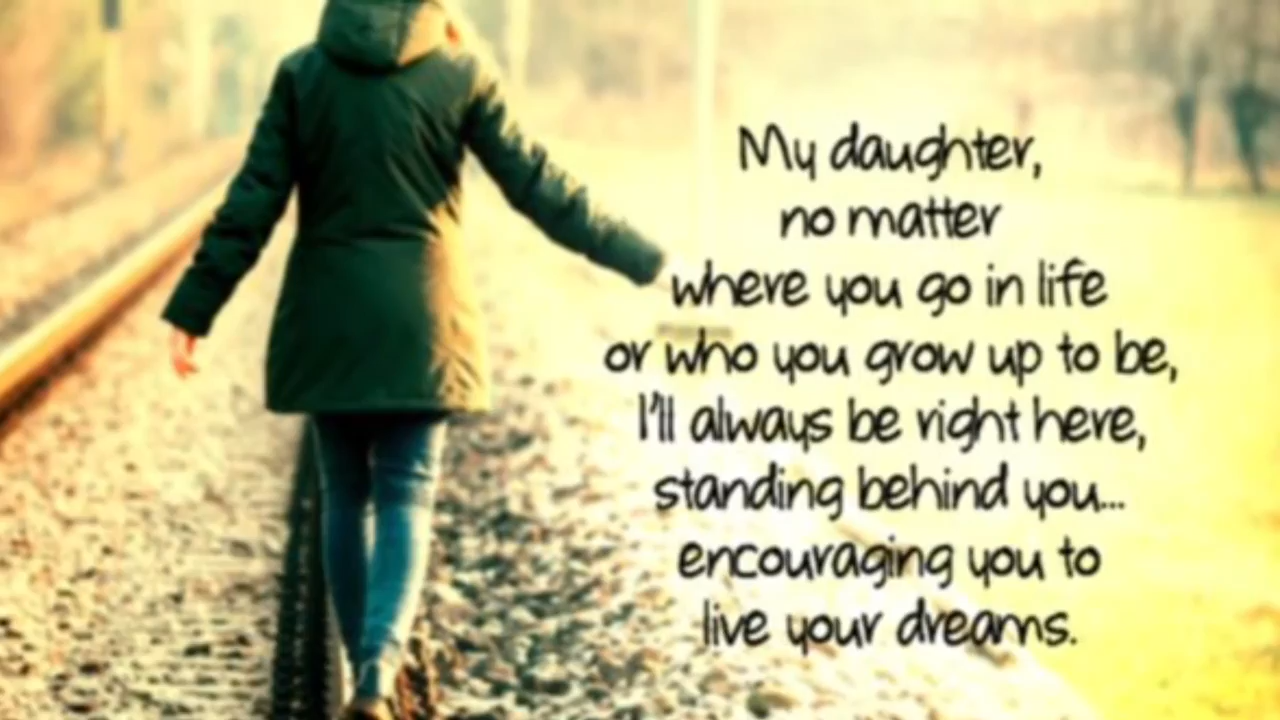 My daughter,
no matter
where you go in life
or who you grow up to be,
I'll always be right here,
standing behind you...
encouraging you to
live your dreams.